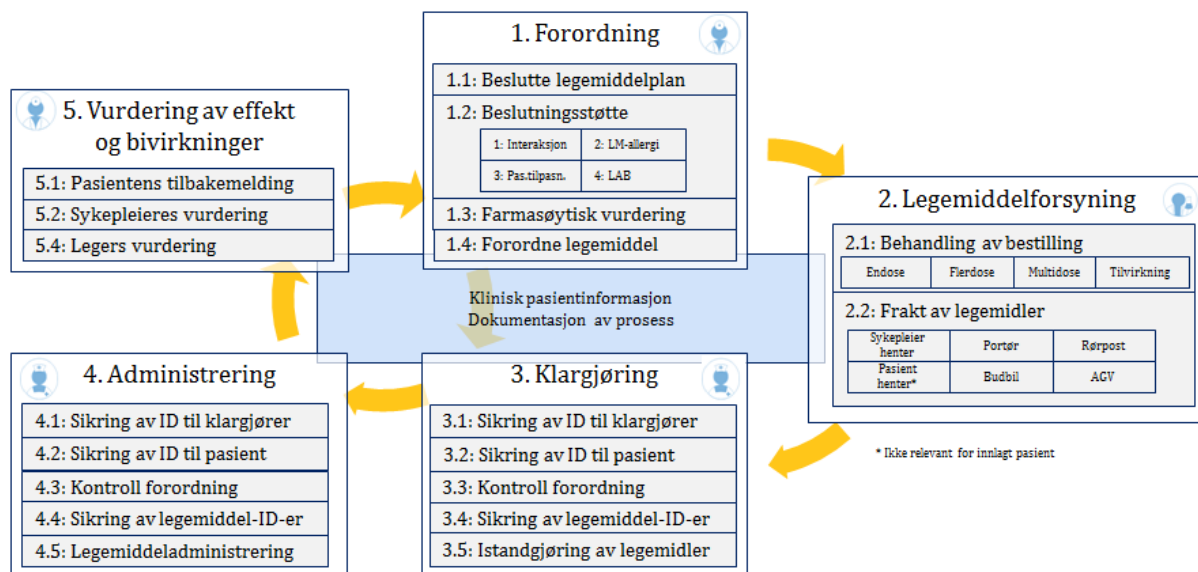 1. Forordning
1.1: Beslutte legemiddelplan
1.2: Beslutningsstøtte
1: Interaksjon
2: LM-allergi
3: Pas.tilpasn.
4: LAB
1.3: Farmasøytisk vurdering
1.4: Forordne legemiddel
2. Legemiddelforsyning
2.1: Behandling av bestilling
Endose
Flerdose
Multidose
Tilvirkning
2.2: Frakt av legemidler
Sykepleier
henter
Portør
Rørpost
Pasient
henter*
Budbil
AGV
* Ikke relevant for innlagt pasient
3. Klargjøring
3.1: Sikring av ID til klargjører
3.2: Sikring av ID til pasient
3.3: Kontroll forordning
3.4: Sikring av legemiddel-ID-er
3.5: Istandgjøring av legemidler
4. Administrering
4.1: Sikring av ID til klargjører
4.2: Sikring av ID til pasient
4.3: Kontroll forordning
4.4: Sikring av legemiddel-ID-er
4.5: Legemiddeladministrering
5. Vurdering av effekt
og bivirkninger
5.1: Pasientens tilbakemelding
5.2: Sykepleieres vurdering
5.4: Legers vurdering
Klinisk pasientinformasjon
Dokumentasjon av prosess